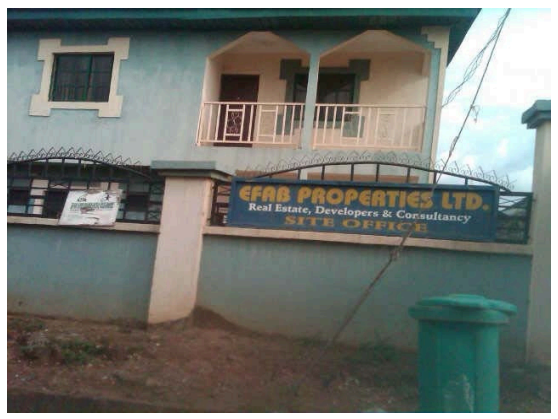 EFAB PROPERTIES LTD.
Real Estate, Developers & Consultancy
SITE OFFICE